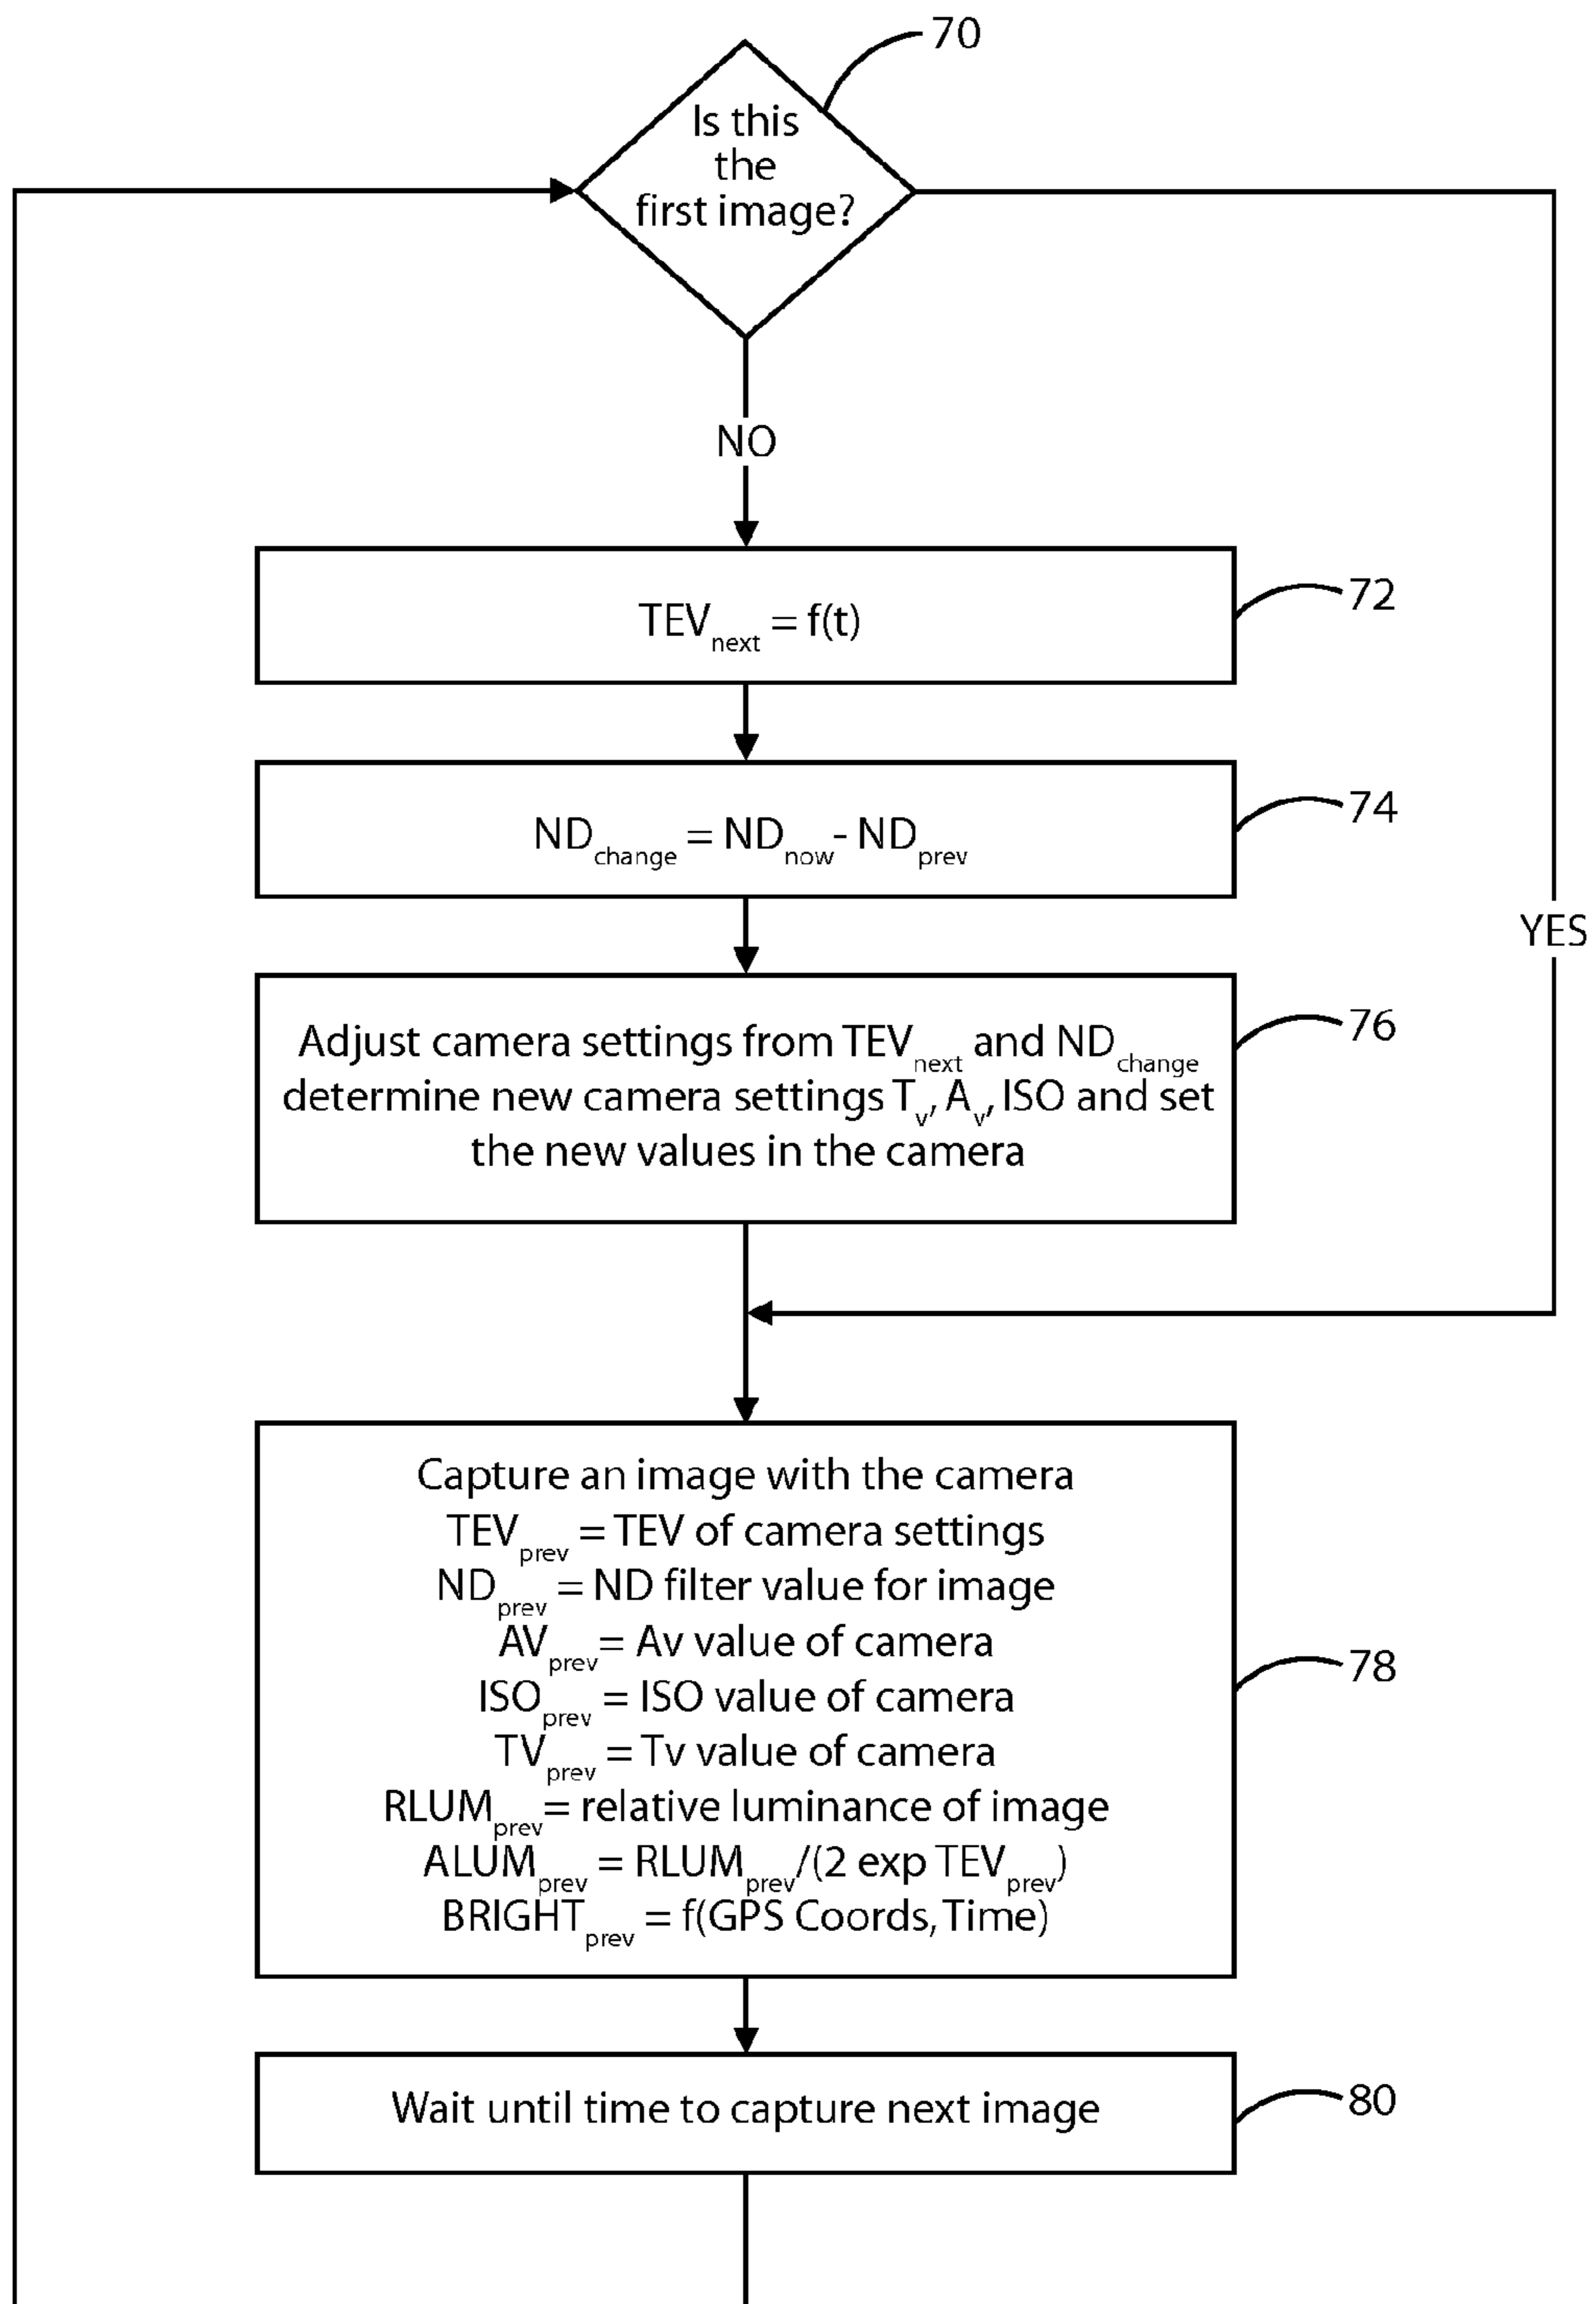 70
Is this
the
first image?
NO
72
TEVnext = f(t)
74
NDchange = NDnow - NDprev
YES
76
Adjust camera settings from TEVnext and NDchange
determine new camera settings Tv, Av, ISO and set
the new values in the camera
Capture an image with the camera
TEVprev = TEV of camera settings
NDprev = ND filter value for image
AVprev = Av value of camera
78
ISOprev = ISO value of camera
TVprev = Tv value of camera
RLUMprev = relative luminance of image
ALUMprev = RLUMprev/(2 exp TEVprev)
BRIGHTprev = f(GPS Coords, Time)
80
Wait until time to capture next image